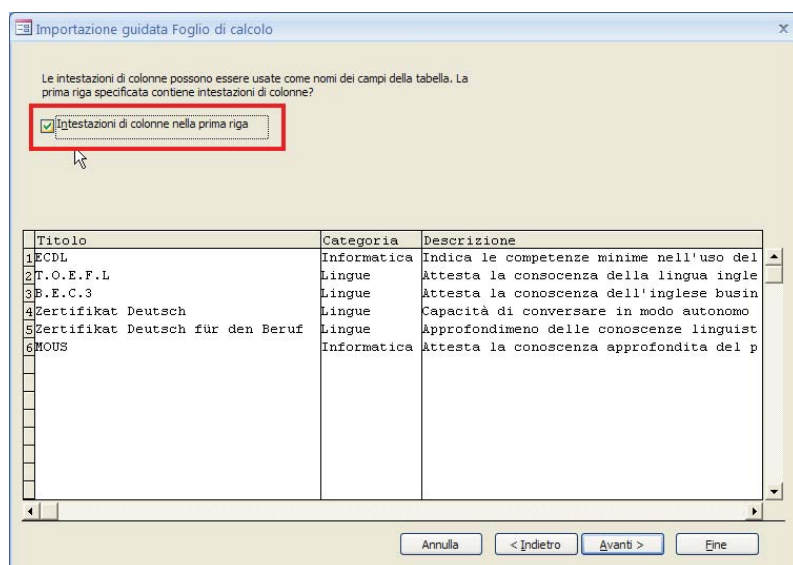 Importazione guidata Foglio di calcolo
x
Le intestazioni di colonne possono essere usate come nomi dei campi della tabella. La
prima riga specificata contiene intestazioni di colonne?
Intestazioni di colonne nella prima riga
Titolo Categoria Descrizione
1 ECDL Informatica Indica le competenze minime nell'uso del
2 T.O.E.F.L Lingue Attesta la consocenza della lingua ingle
3 B.E.C.3 Lingue Attesta la conoscenza dell'inglese busin
4 Zertifikat Deutsch Lingue Capacità di conversare in modo autonomo
5 Zertifikat Deutsch für den Beruf Lingue Approfondimeno delle conoscenze linguist
6 MOUS Informatica Attesta la conoscenza approfondita del p
Annulla < Indietro Avanti > Fine